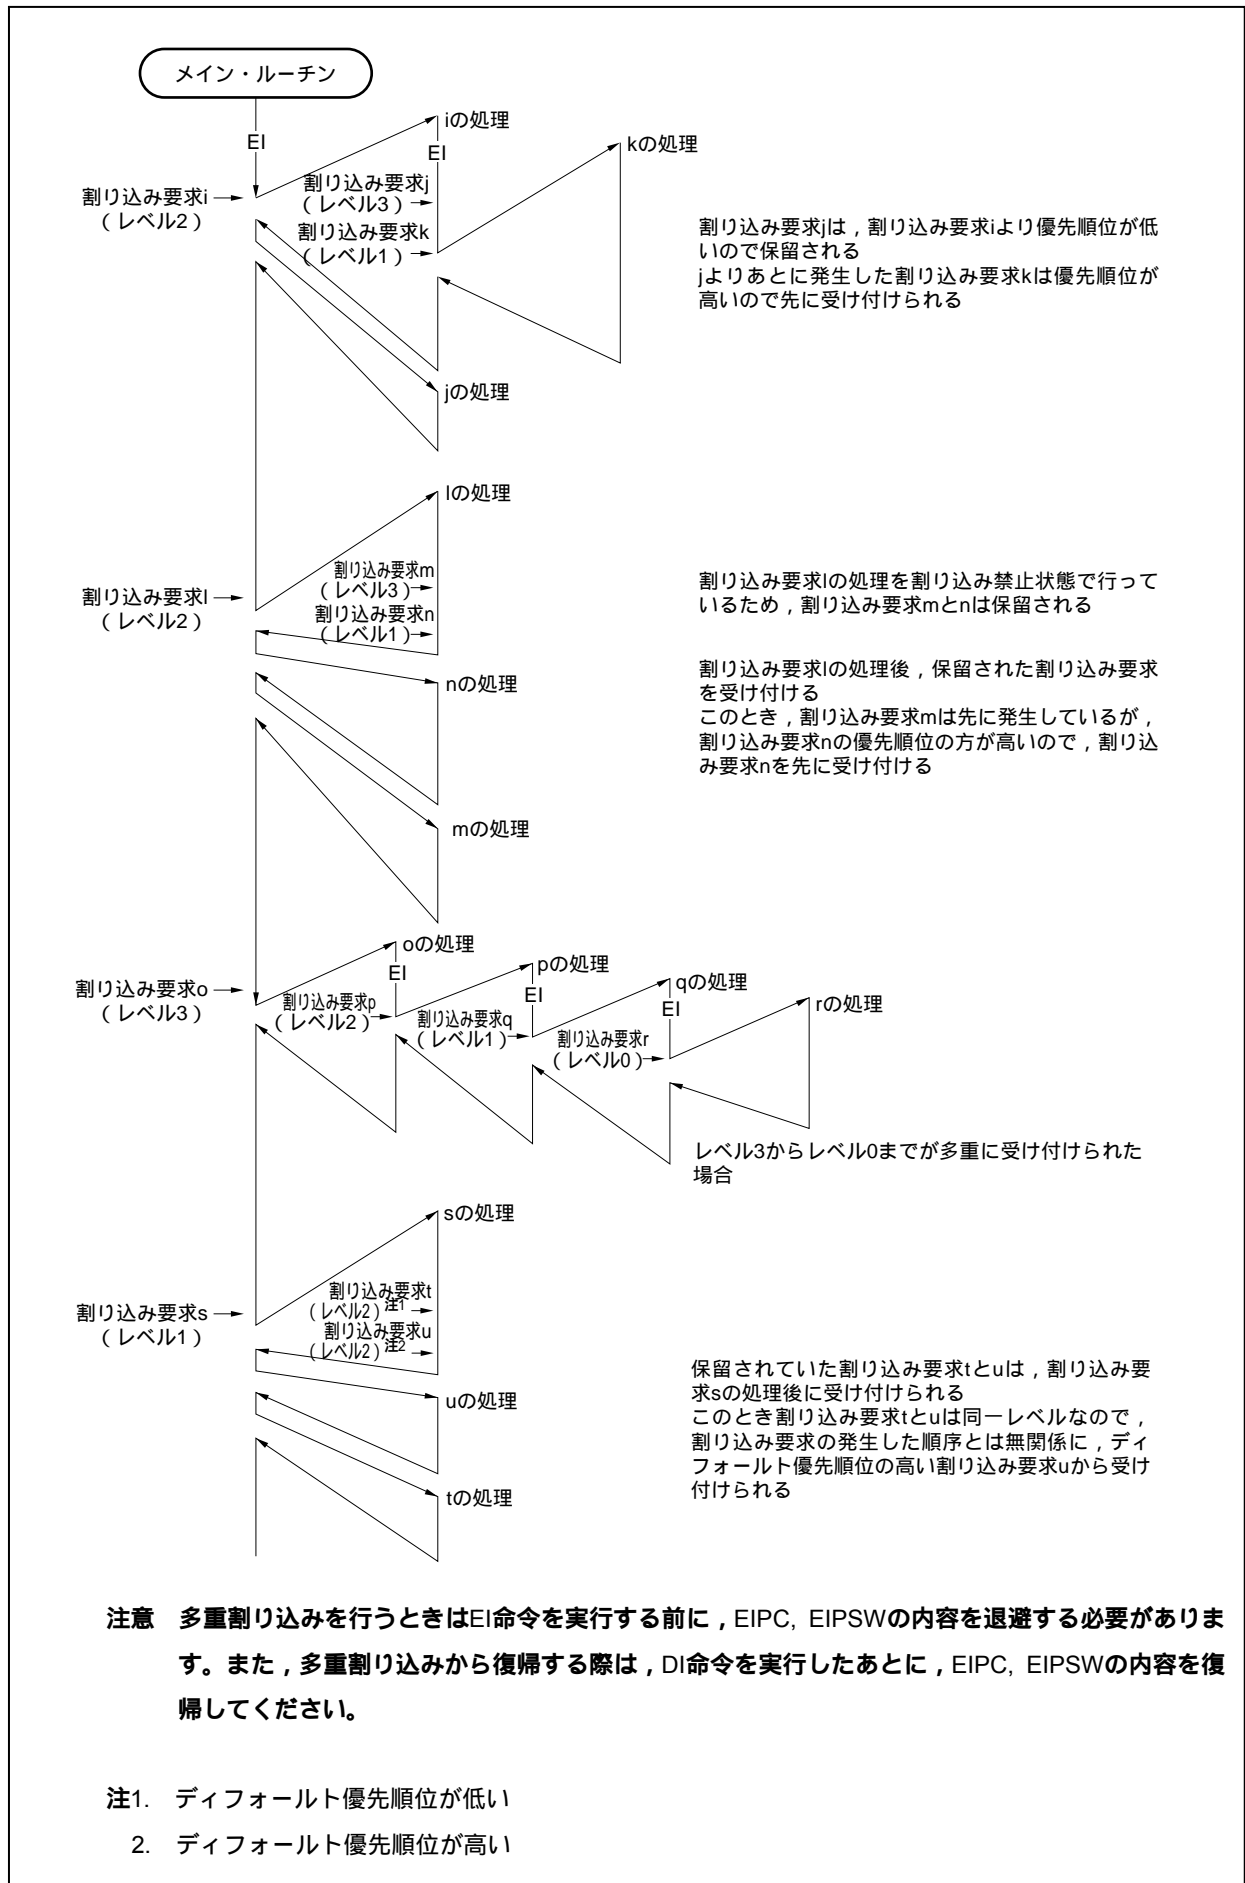 メイン・ルーチン
EI
iの処理
EI
kの処理
割り込み要求i
(レベル2)
割り込み要求j
(レベル3)
割り込み要求k
(レベル1)
割り込み要求jは，割り込み要求iより優先順位が低
いので保留される
jよりあとに発生した割り込み要求kは優先順位が
高いので先に受け付けられる
jの処理
lの処理
割り込み要求l
(レベル2)
割り込み要求m
(レベル3)
割り込み要求n
(レベル1)
割り込み要求lの処理を割り込み禁止状態で行って
いるため，割り込み要求mとnは保留される
nの処理
割り込み要求lの処理後，保留された割り込み要求
を受け付ける
このとき，割り込み要求mは先に発生しているが，
割り込み要求nの優先順位の方が高いので，割り込
み要求nを先に受け付ける
mの処理
oの処理
EI
pの処理
EI
qの処理
EI
rの処理
割り込み要求o
(レベル3)
割り込み要求p
(レベル2)
割り込み要求q
(レベル1)
割り込み要求r
(レベル0)
レベル3からレベル0までが多重に受け付けられた
場合
sの処理
割り込み要求s
(レベル1)
割り込み要求t
(レベル2)注1
割り込み要求u
(レベル2)注2
uの処理
保留されていた割り込み要求tとuは，割り込み要
求sの処理後に受け付けられる
このとき割り込み要求tとuは同一レベルなので，
割り込み要求の発生した順序とは無関係に，ディ
フォールト優先順位の高い割り込み要求uから受け
付けられる
tの処理
注意　多重割り込みを行うときはEI命令を実行する前に，EIPC, EIPSWの内容を退避する必要がありま
す。また，多重割り込みから復帰する際は，DI命令を実行したあとに，EIPC, EIPSWの内容を復
帰してください。
注1.　ディフォールト優先順位が低い
2.　ディフォールト優先順位が高い